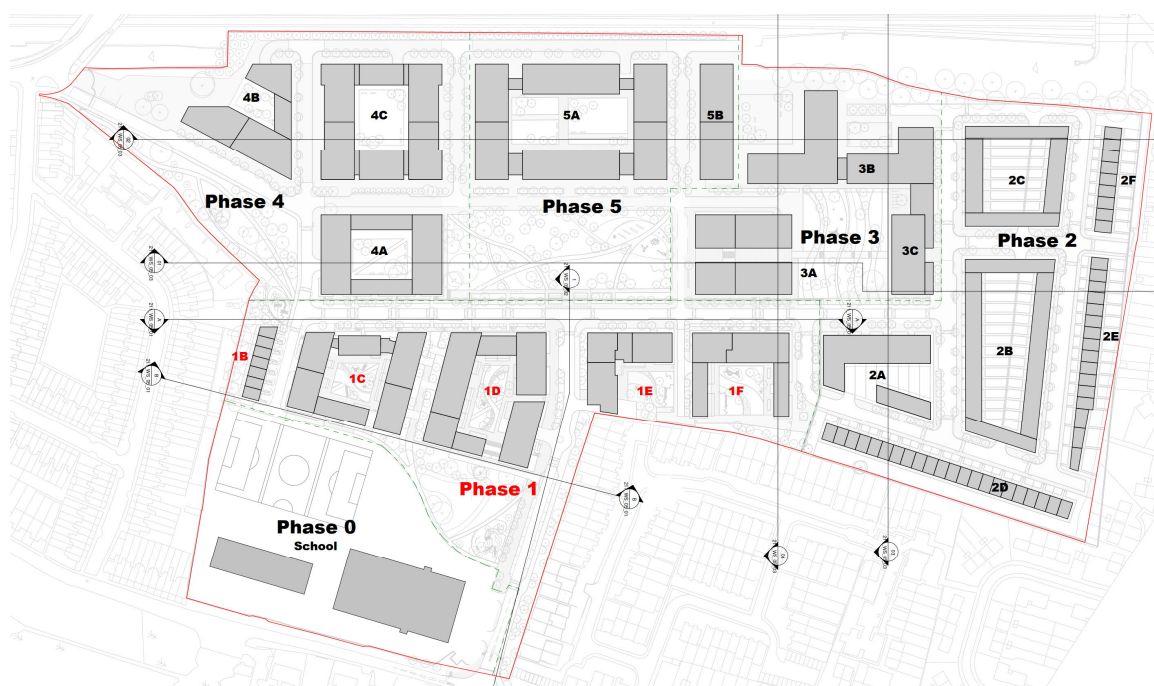 4B
4C
5A
5B
3B
2C
2F
Phase 4
Phase 5
Phase 3
Phase 2
4A
3A
3C
1B
1C
1D
1E
1F
2A
2B
2E
Phase 1
2D
Phase 0
School